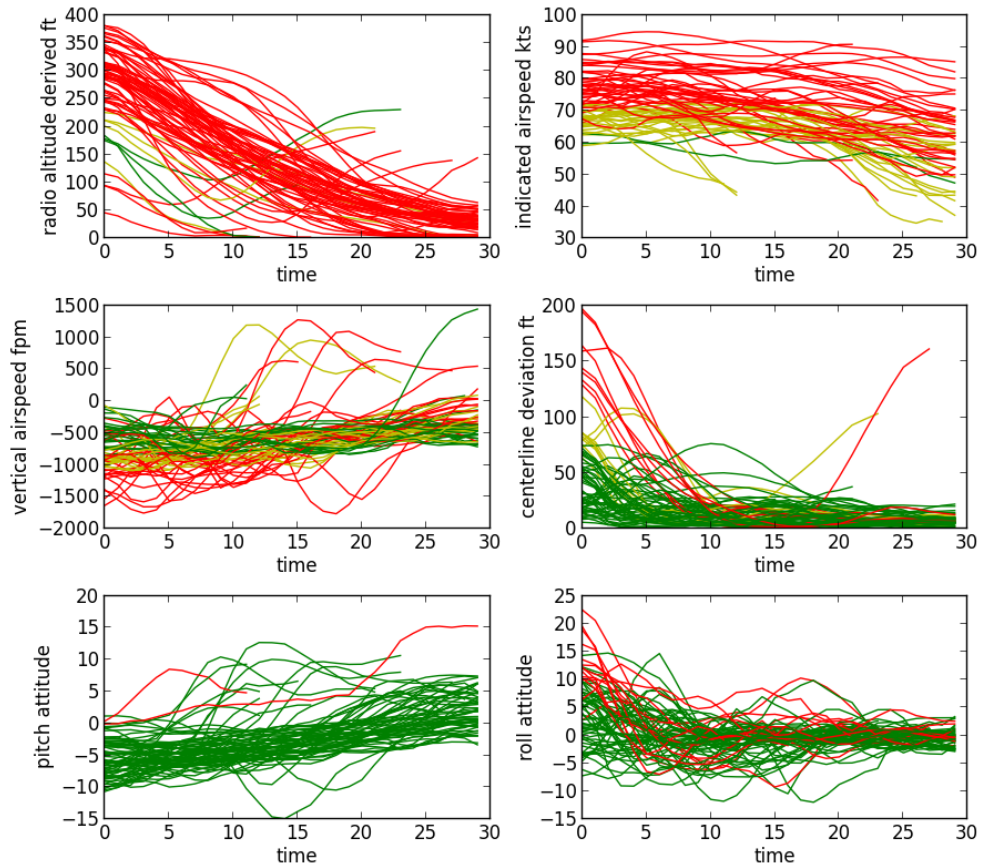 400
350
300
250
200
150
100
50
0
radio altitude derived ft
0 5 10 15 20 25 30
time
100
90
80
70
60
50
40
30
indicated airspeed kts
0 5 10 15 20 25 30
time
1500
1000
500
0
−500
−1000
−1500
−2000
vertical airspeed fpm
0 5 10 15 20 25 30
time
200
150
100
50
0
centerline deviation ft
0 5 10 15 20 25 30
time
20
15
10
5
0
−5
−10
−15
pitch attitude
0 5 10 15 20 25 30
time
25
20
15
10
5
0
−5
−10
−15
roll attitude
0 5 10 15 20 25 30
time